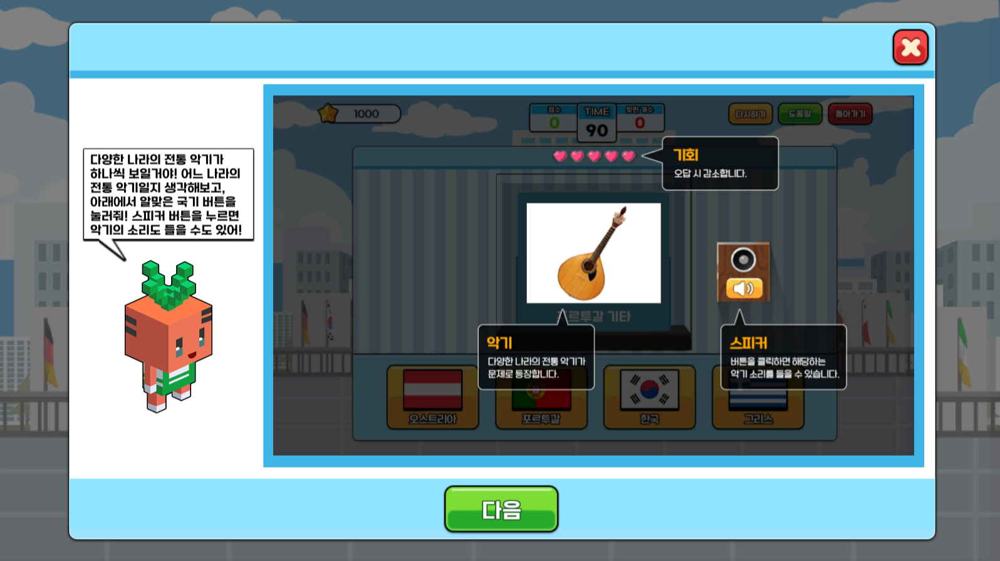 1000
점수
0
TIME
90
맞힌 개수
0
다시하기
도움말
돌아가기
기회
오답 시 감소합니다.
다양한 나라의 전통 악기가
하나씩 보일거야! 어느 나라의
전통 악기일지 생각해보고,
아래에서 알맞은 국기 버튼을
눌러줘! 스피커 버튼을 누르면
악기의 소리도 들을 수도 있어!
포르투갈 기타
악기
다양한 나라의 전통 악기가
문제로 등장합니다.
스피커
버튼을 클릭하면 해당하는
악기 소리를 들을 수 있습니다.
오스트리아
포르투갈
한국
그리스
다음